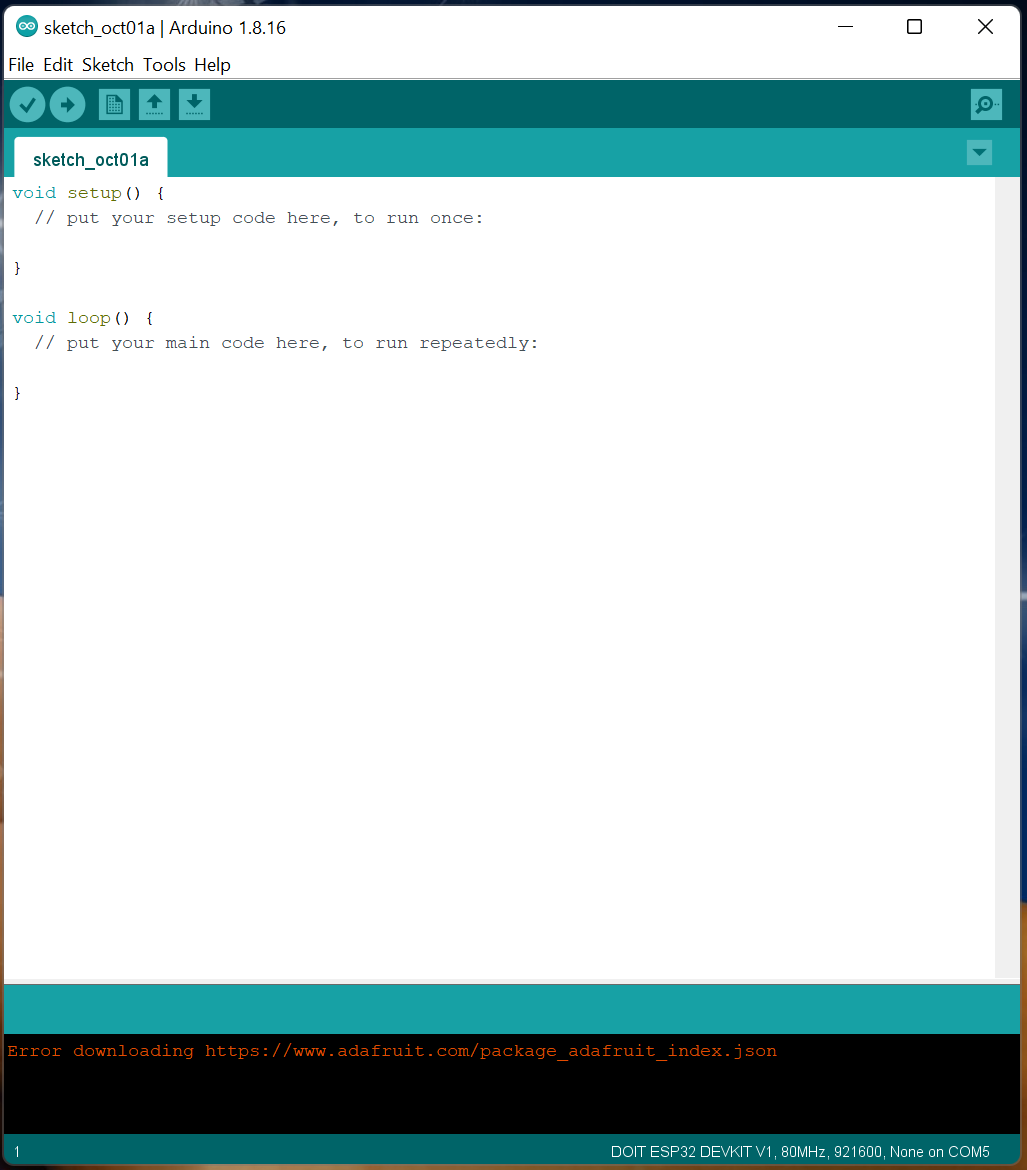 sketch_oct01a | Arduino 1.8.16
File Edit Sketch Tools Help
sketch_oct01a
void setup() {
  // put your setup code here, to run once:
}
void loop() {
  // put your main code here, to run repeatedly:
}
Error downloading https://www.adafruit.com/package_adafruit_index.json
1 DOIT ESP32 DEVKIT V1, 80MHz, 921600, None on COM5